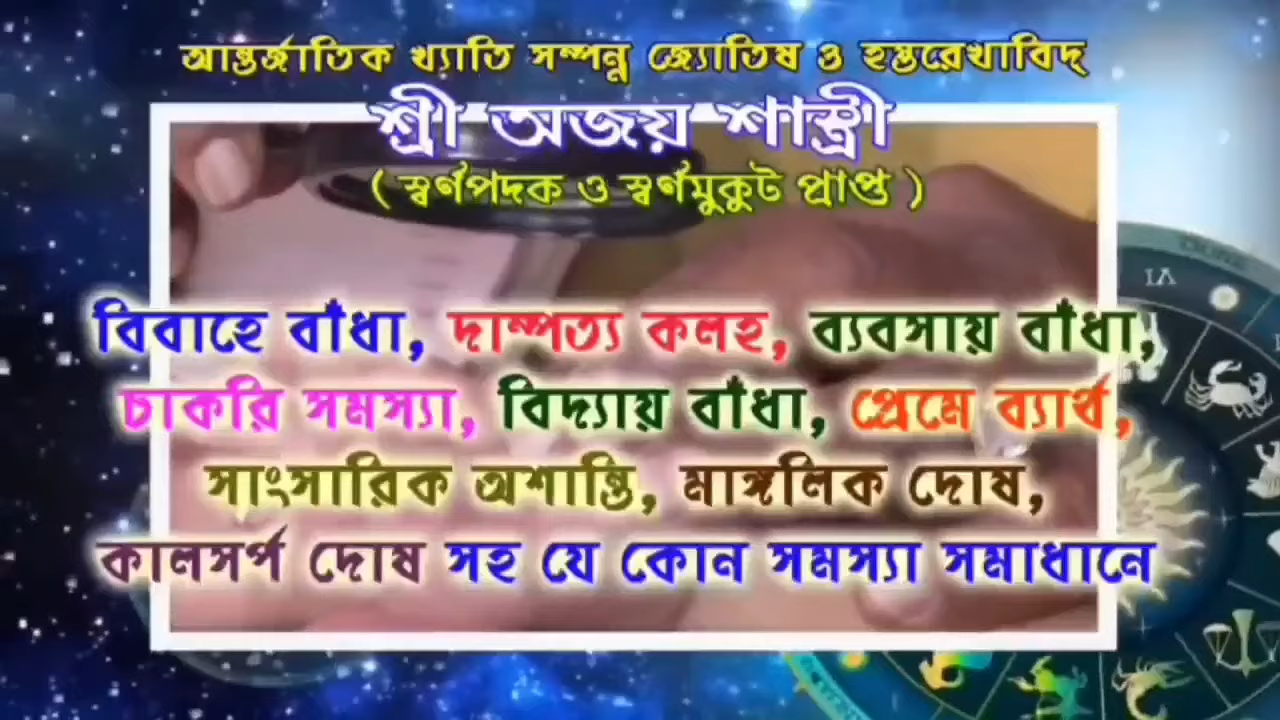 আন্তর্জাতিক খ্যাতি সম্পন্ন জ্যোতিষ ও হস্তরেখাবিদ্
শ্রী অজয় শাস্ত্রী
( স্বর্ণপদক ও স্বর্ণমুকুট প্রাপ্ত )
বিবাহে বাঁধা, দাম্পত্য কলহ, ব্যবসায় বাঁধা,
চাকরি সমস্যা, বিদ্যায় বাঁধা, প্রেমে ব্যার্থ,
সাংসারিক অশান্তি, মাঙ্গলিক দোষ,
কালসর্প দোষ সহ যে কোন সমস্যা সমাধানে